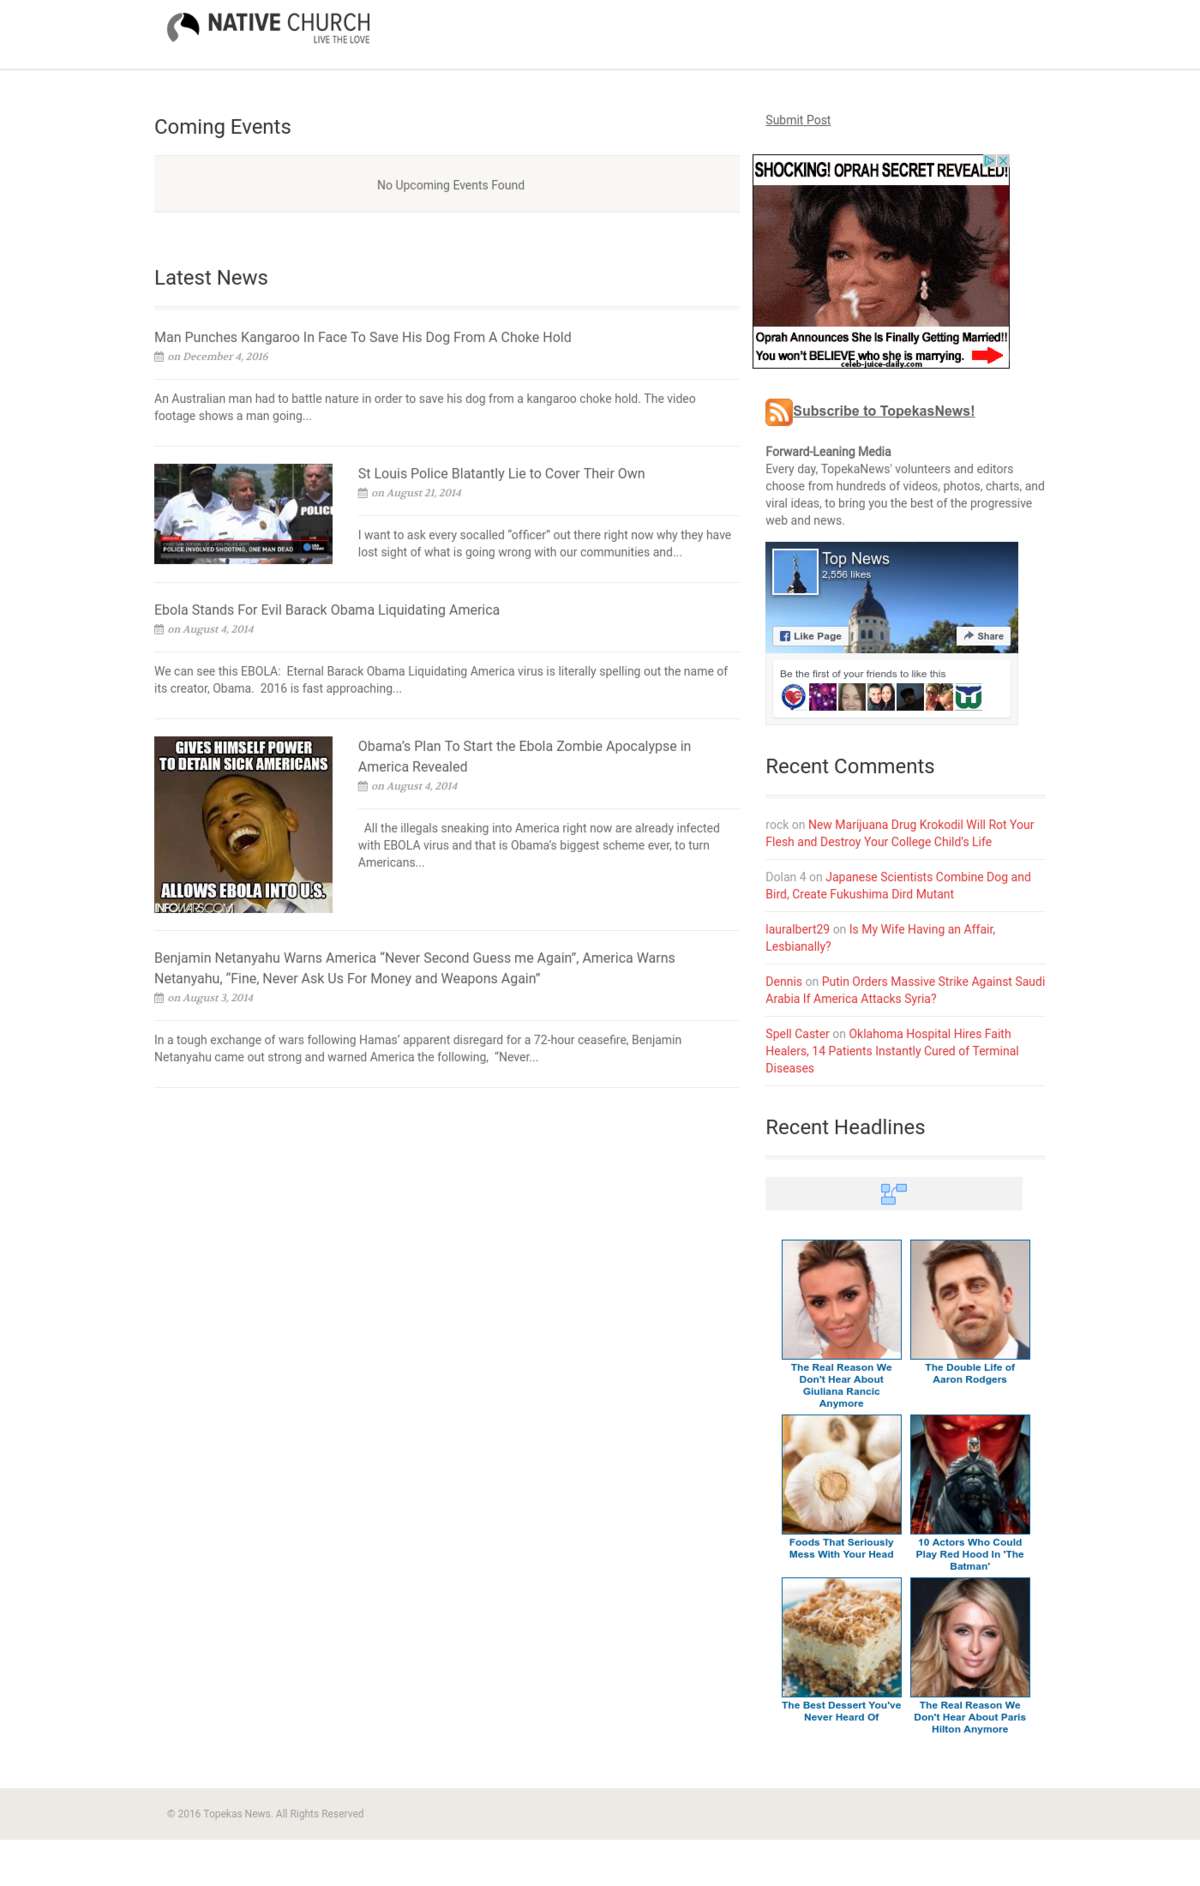 NATIVE CHURCH
LIVE THE LOVE
Coming Events
No Upcoming Events Found
Latest News
Man Punches Kangaroo In Face To Save His Dog From A Choke Hold
on December 4, 2016
An Australian man had to battle nature in order to save his dog from a kangaroo choke hold. The video
footage shows a man going...
POLICE
POLICE INVOLVED SHOOTING, ONE MAN DEAD
St Louis Police Blatantly Lie to Cover Their Own
on August 21, 2014
I want to ask every socalled “officer” out there right now why they have
lost sight of what is going wrong with our communities and...
Ebola Stands For Evil Barack Obama Liquidating America
on August 4, 2014
We can see this EBOLA:  Eternal Barack Obama Liquidating America virus is literally spelling out the name of
its creator, Obama.  2016 is fast approaching...
GIVES HIMSELF POWER
TO DETAIN SICK AMERICANS
ALLOWS EBOLA INTO U.S.
INFOWARS.COM
Obama’s Plan To Start the Ebola Zombie Apocalypse in
America Revealed
on August 4, 2014
All the illegals sneaking into America right now are already infected
with EBOLA virus and that is Obama’s biggest scheme ever, to turn
Americans...
Benjamin Netanyahu Warns America “Never Second Guess me Again”, America Warns
Netanyahu, “Fine, Never Ask Us For Money and Weapons Again”
on August 3, 2014
In a tough exchange of wars following Hamas’ apparent disregard for a 72-hour ceasefire, Benjamin
Netanyahu came out strong and warned America the following,  “Never...
Submit Post
SHOCKING! OPRAH SECRET REVEALED!
Oprah Announces She Is Finally Getting Married!!
You won't BELIEVE who she is marrying.
celeb-juice-daily.com
Subscribe to TopekasNews!
Forward-Leaning Media
Every day, TopekaNews' volunteers and editors
choose from hundreds of videos, photos, charts, and
viral ideas, to bring you the best of the progressive
web and news.
Top News
2,556 likes
Like Page
Share
Be the first of your friends to like this
Recent Comments
rock on New Marijuana Drug Krokodil Will Rot Your
Flesh and Destroy Your College Child’s Life
Dolan 4 on Japanese Scientists Combine Dog and
Bird, Create Fukushima Dird Mutant
lauralbert29 on Is My Wife Having an Affair,
Lesbianally?
Dennis on Putin Orders Massive Strike Against Saudi
Arabia If America Attacks Syria?
Spell Caster on Oklahoma Hospital Hires Faith
Healers, 14 Patients Instantly Cured of Terminal
Diseases
Recent Headlines
The Real Reason We
Don't Hear About
Giuliana Rancic
Anymore
The Double Life of
Aaron Rodgers
Foods That Seriously
Mess With Your Head
10 Actors Who Could
Play Red Hood In 'The
Batman'
The Best Dessert You've
Never Heard Of
The Real Reason We
Don't Hear About Paris
Hilton Anymore
© 2016 Topekas News. All Rights Reserved